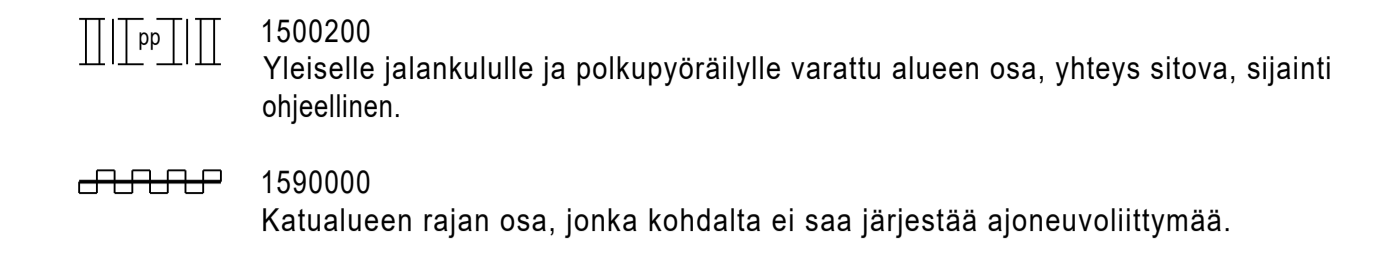 pp 1500200
Yleiselle jalankululle ja polkupyöräilylle varattu alueen osa, yhteys sitova, sijainti
ohjeellinen.
1590000
Katualueen rajan osa, jonka kohdalta ei saa järjestää ajoneuvoliittymää.